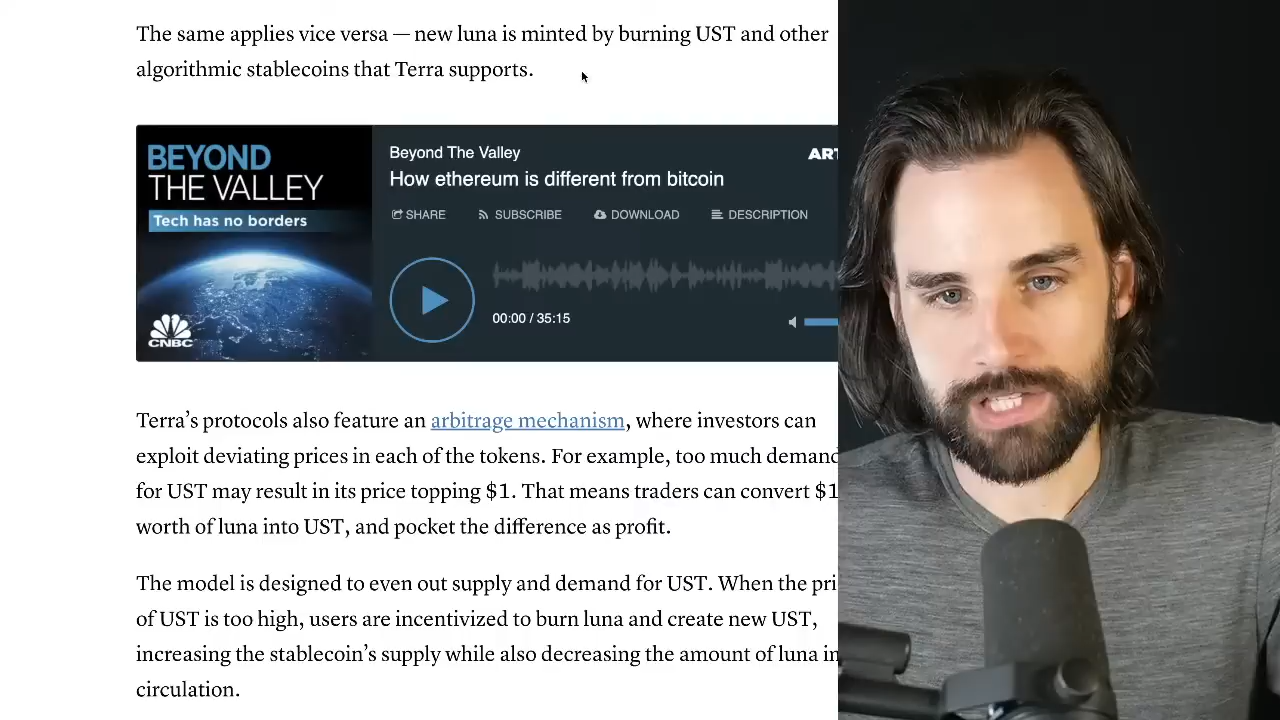 The same applies vice versa — new luna is minted by burning UST and other
algorithmic stablecoins that Terra supports.
BEYOND
THE VALLEY
Tech has no borders
CNBC
Beyond The Valley
ART
How ethereum is different from bitcoin
SHARE
SUBSCRIBE
DOWNLOAD
DESCRIPTION
00:00 / 35:15
Terra’s protocols also feature an arbitrage mechanism, where investors can
exploit deviating prices in each of the tokens. For example, too much demand
for UST may result in its price topping $1. That means traders can convert $1
worth of luna into UST, and pocket the difference as profit.
The model is designed to even out supply and demand for UST. When the pri
of UST is too high, users are incentivized to burn luna and create new UST,
increasing the stablecoin’s supply while also decreasing the amount of luna in
circulation.